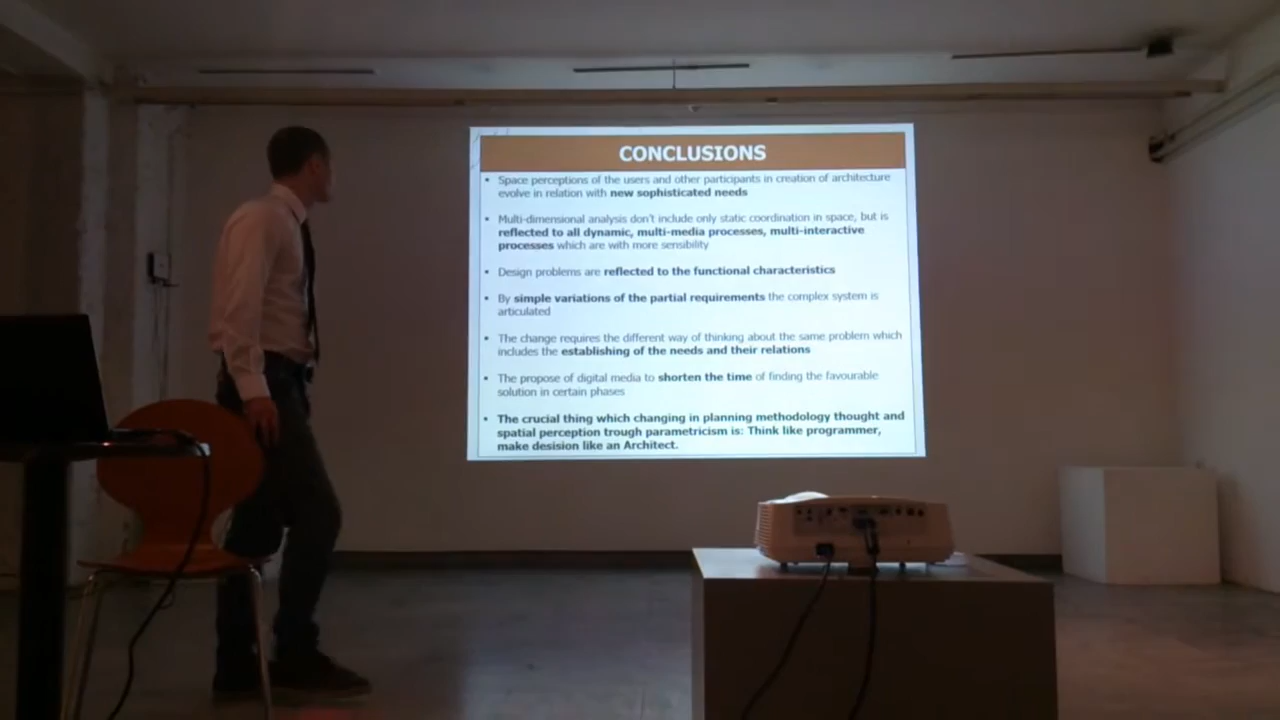 CONCLUSIONS
• Space perceptions of the users and other participants in creation of architecture
evolve in relation with new sophisticated needs
• Multi-dimensional analysis don't include only static coordination in space, but is
reflected to all dynamic, multi-media processes, multi-interactive
processes which are with more sensibility
• Design problems are reflected to the functional characteristics
• By simple variations of the partial requirements the complex system is
articulated
• The change requires the different way of thinking about the same problem which
includes the establishing of the needs and their relations
• The propose of digital media to shorten the time of finding the favourable
solution in certain phases
• The crucial thing which changing in planning methodology thought and
spatial perception trough parametricism is: Think like programmer,
make desision like an Architect.